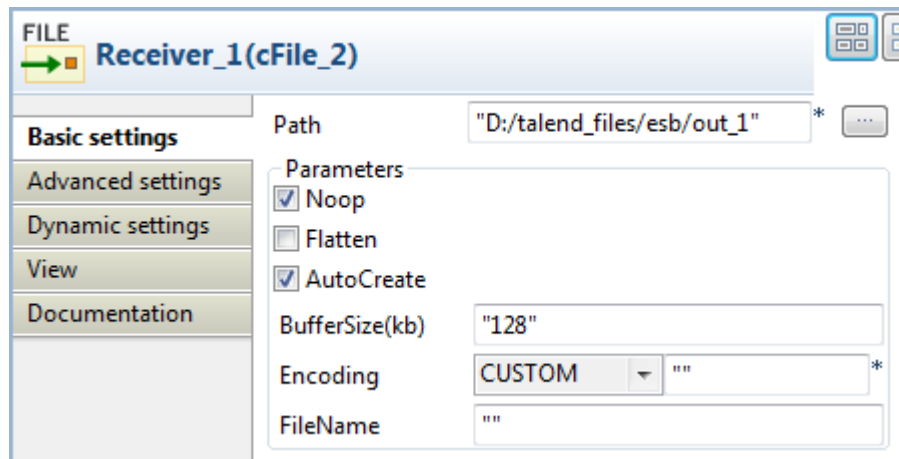 FILE
Receiver_1(cFile_2)
Basic settings
Advanced settings
Dynamic settings
View
Documentation
Path "D:/talend_files/esb/out_1" * ...
Parameters
Noop
Flatten
AutoCreate
BufferSize(kb) "128"
Encoding CUSTOM "" *
FileName ""